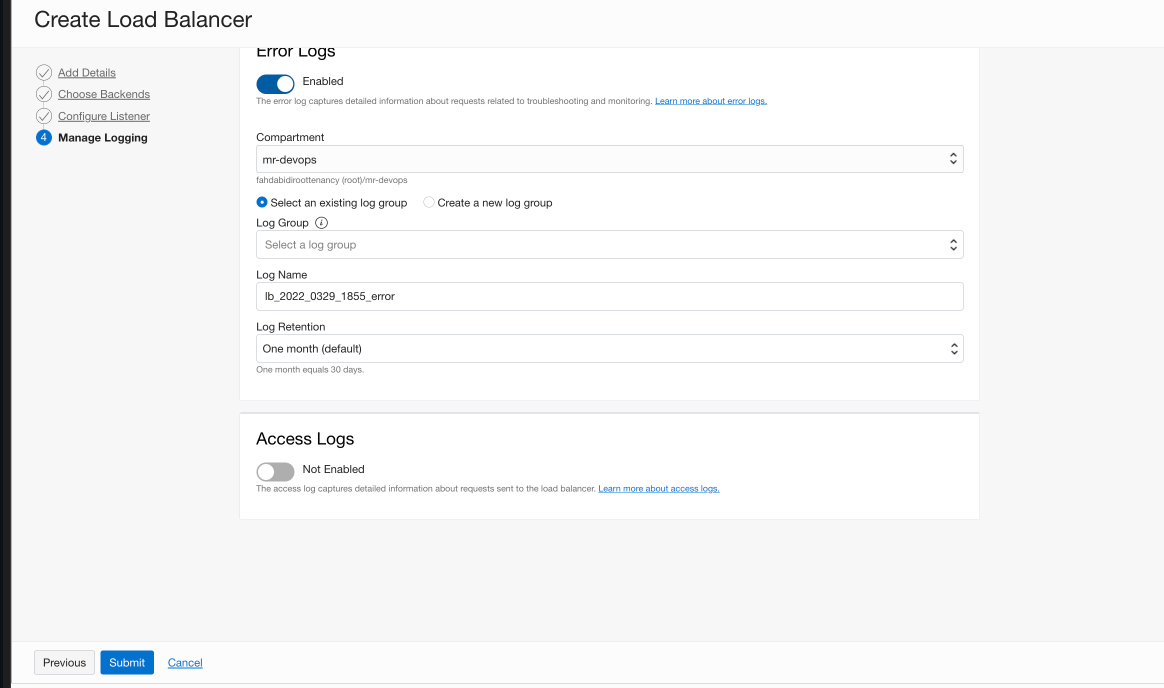 Create Load Balancer
Add Details
Choose Backends
Configure Listener
4 Manage Logging
Error Logs
Enabled
The error log captures detailed information about requests related to troubleshooting and monitoring. Learn more about error logs.
Compartment
mr-devops
fahdabidiroottenancy (root)/mr-devops
Select an existing log group Create a new log group
Log Group i
Select a log group
Log Name
lb_2022_0329_1855_error
Log Retention
One month (default)
One month equals 30 days.
Access Logs
Not Enabled
The access log captures detailed information about requests sent to the load balancer. Learn more about access logs.
Previous Submit Cancel